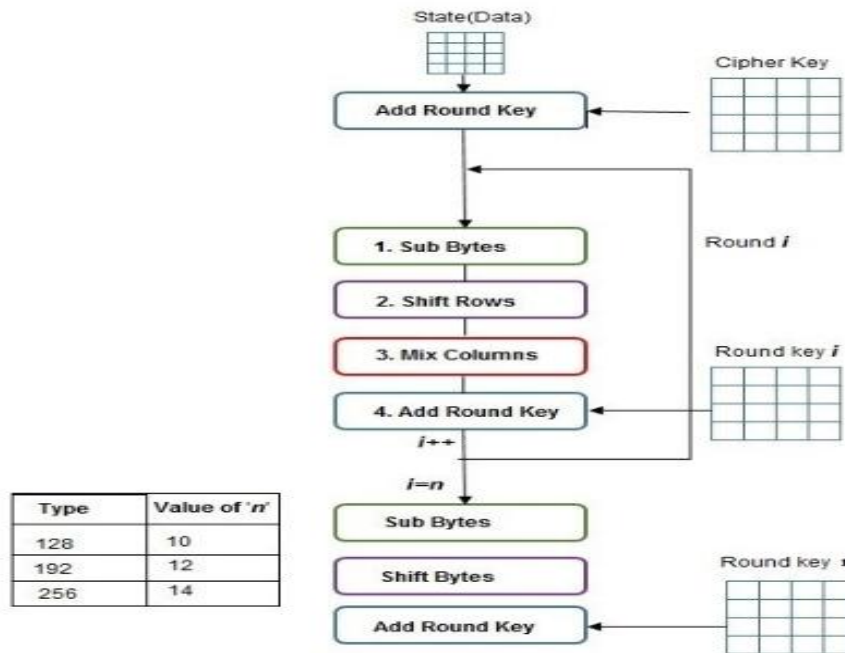 State(Data)
Cipher Key
Add Round Key
1. Sub Bytes
Round i
2. Shift Rows
3. Mix Columns
Round key i
4. Add Round Key
i++
i=n
Type Value of 'n'
128 10
192 12
256 14
Sub Bytes
Shift Bytes
Round key
Add Round Key